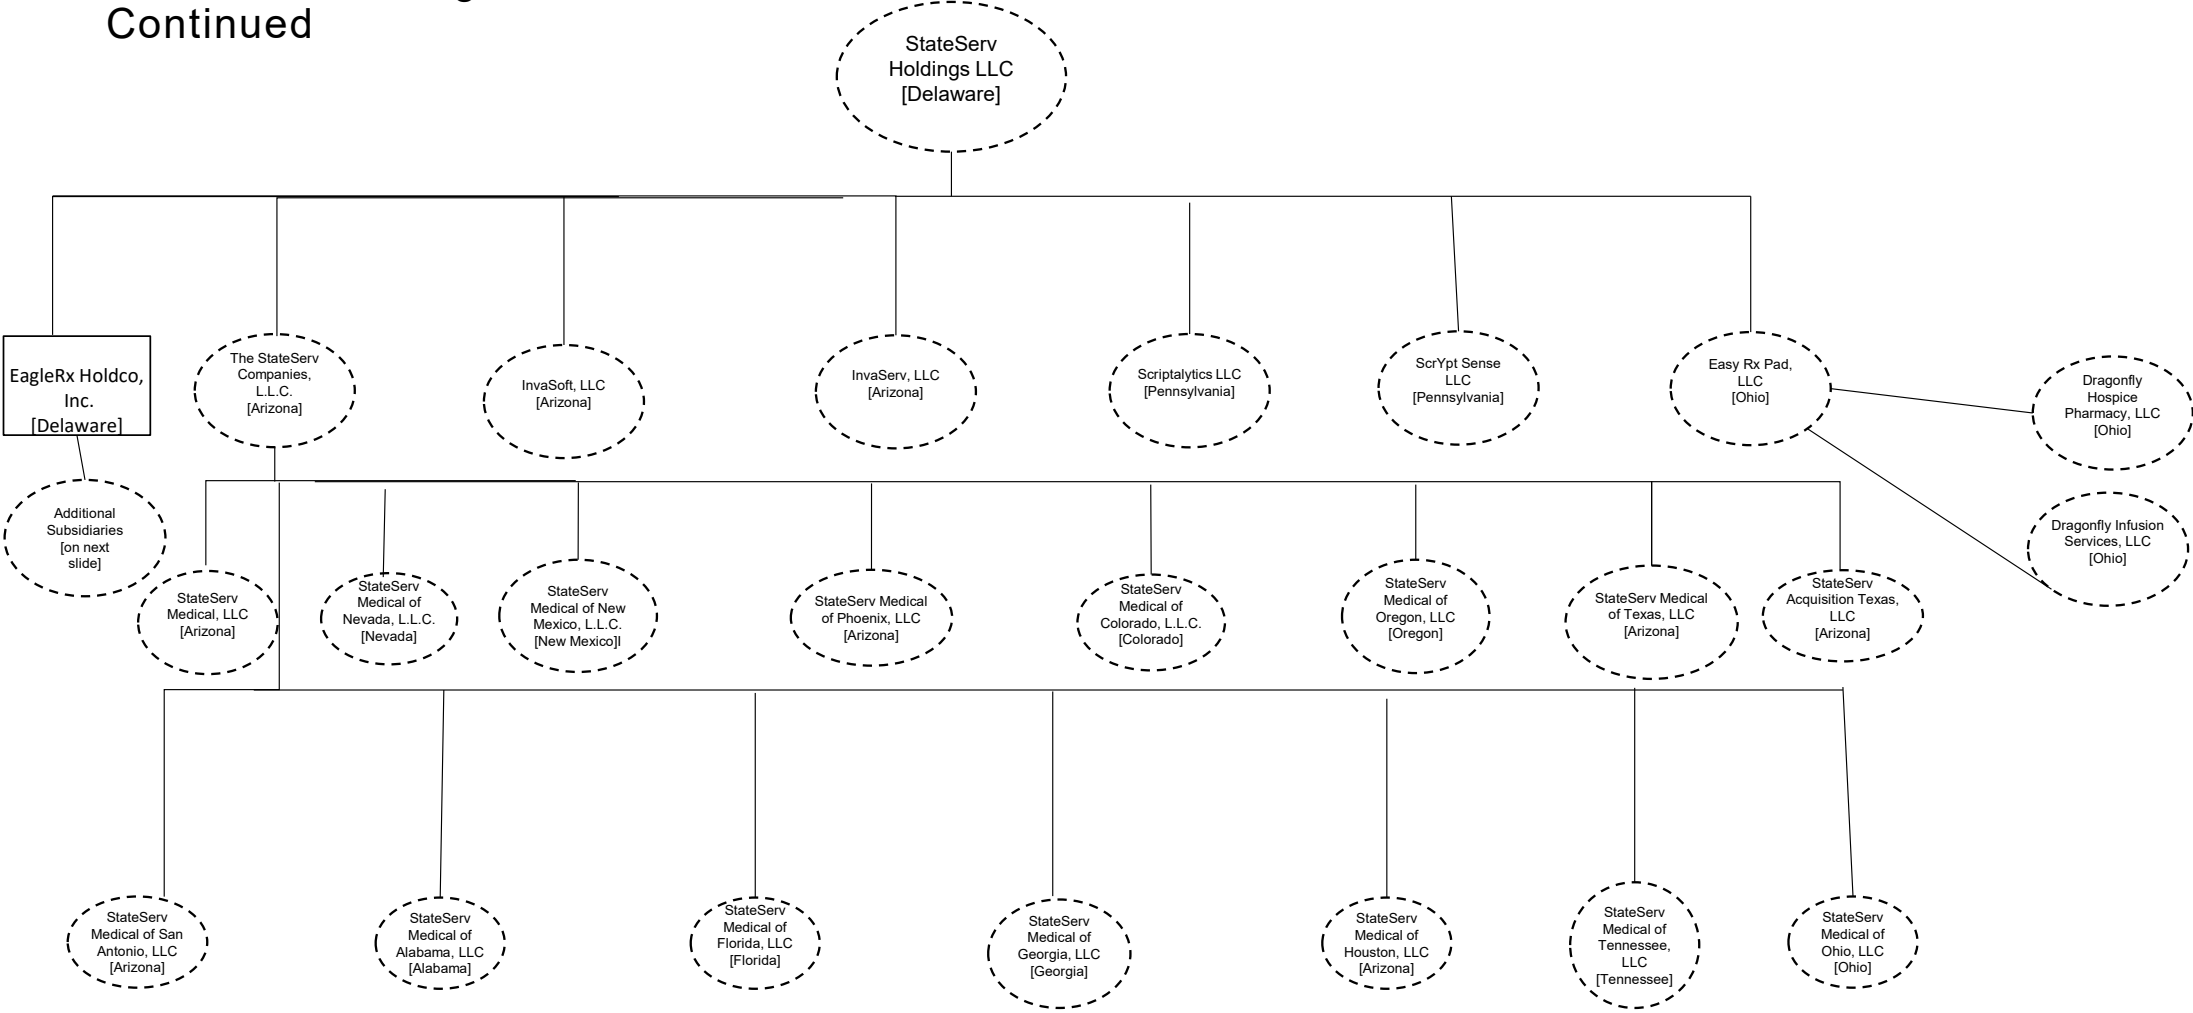 Continued
StateServ
Holdings LLC
[Delaware]
EagleRx Holdco,
Inc.
[Delaware]
The StateServ
Companies,
L.L.C.
[Arizona]
InvaSoft, LLC
[Arizona]
InvaServ, LLC
[Arizona]
Scriptalytics LLC
[Pennsylvania]
ScrYpt Sense
LLC
[Pennsylvania]
Easy Rx Pad,
LLC
[Ohio]
Dragonfly
Hospice
Pharmacy, LLC
[Ohio]
Additional
Subsidiaries
[on next
slide]
Dragonfly Infusion
Services, LLC
[Ohio]
StateServ
Medical, LLC
[Arizona]
StateServ
Medical of
Nevada, L.L.C.
[Nevada]
StateServ
Medical of New
Mexico, L.L.C.
[New Mexico]l
StateServ Medical
of Phoenix, LLC
[Arizona]
StateServ
Medical of
Colorado, L.L.C.
[Colorado]
StateServ
Medical of
Oregon, LLC
[Oregon]
StateServ Medical
of Texas, LLC
[Arizona]
StateServ
Acquisition Texas,
LLC
[Arizona]
StateServ
Medical of San
Antonio, LLC
[Arizona]
StateServ
Medical of
Alabama, LLC
[Alabama]
StateServ
Medical of
Florida, LLC
[Florida]
StateServ
Medical of
Georgia, LLC
[Georgia]
StateServ
Medical of
Houston, LLC
[Arizona]
StateServ
Medical of
Tennessee,
LLC
[Tennessee]
StateServ
Medical of
Ohio, LLC
[Ohio]